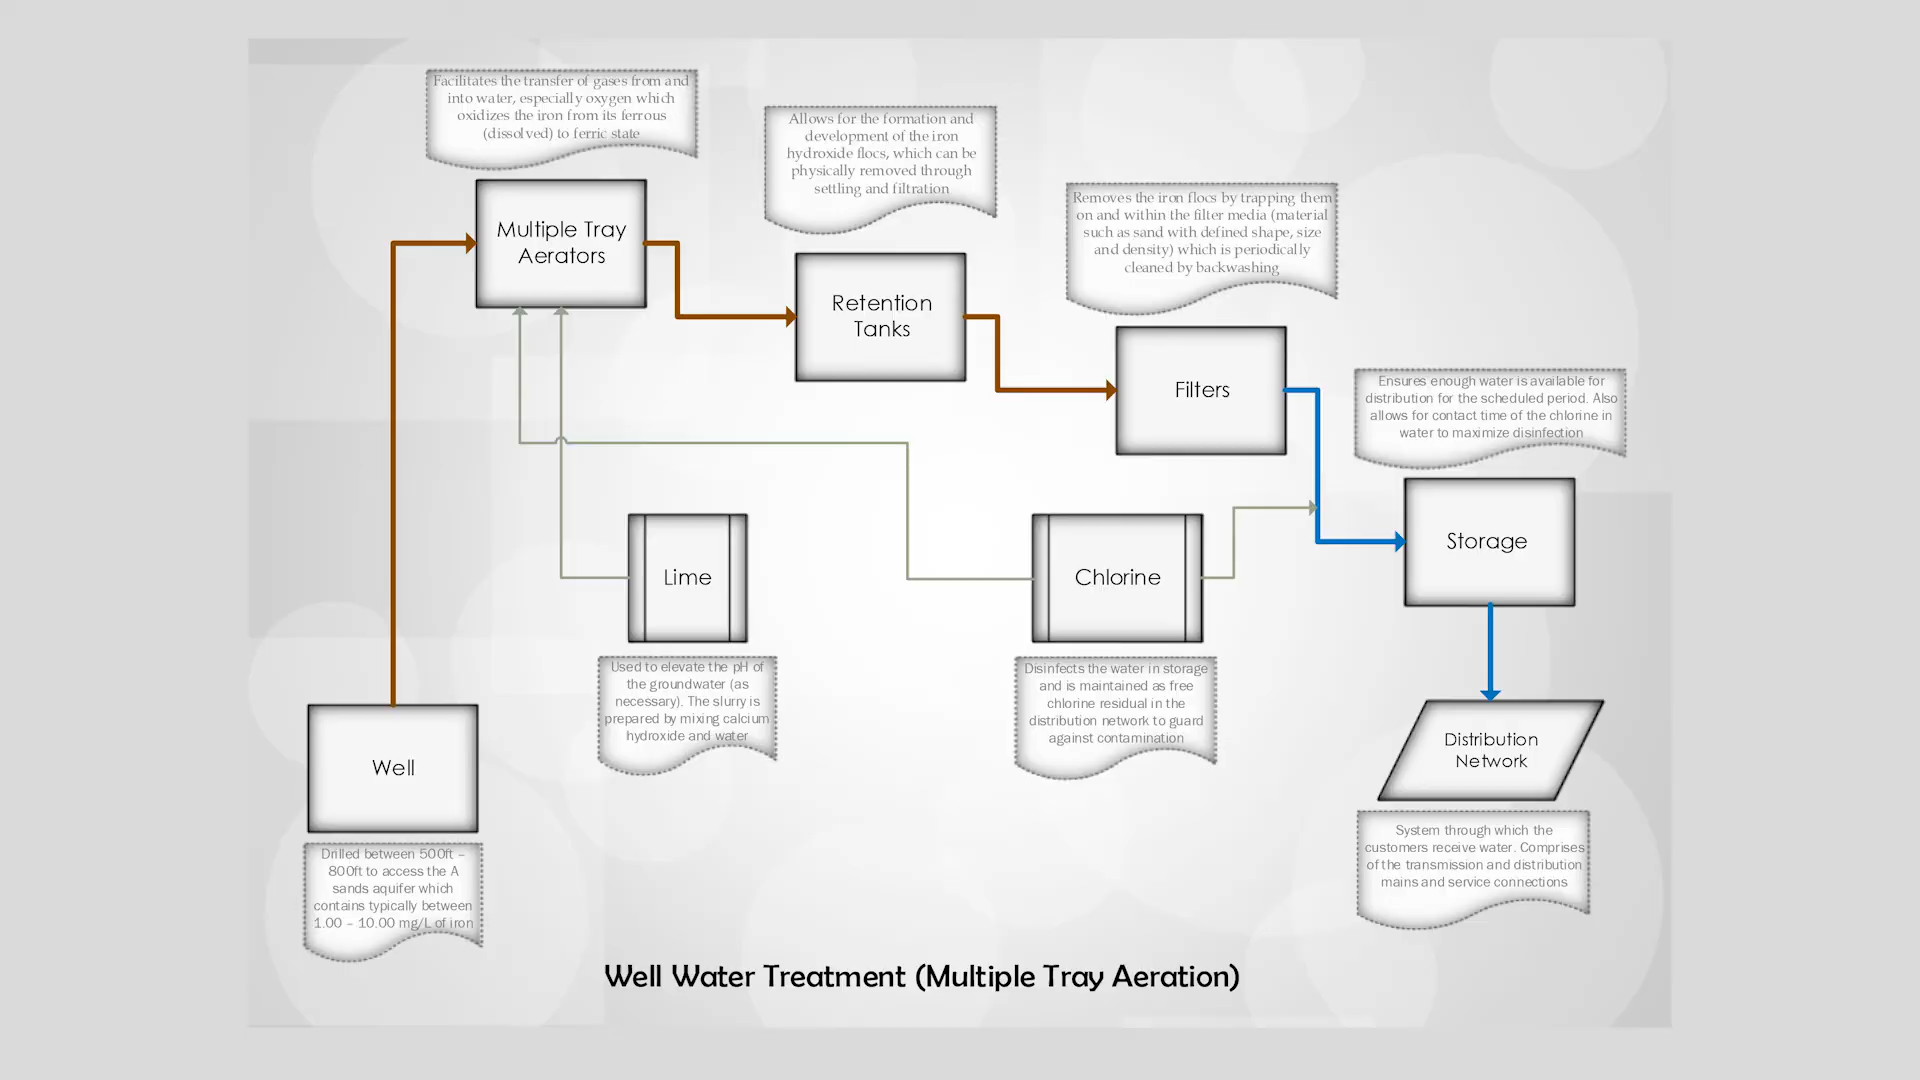 Facilitates the transfer of gases from and
into water, especially oxygen which
oxidizes the iron from its ferrous
(dissolved) to ferric state
Multiple Tray
Aerators
Allows for the formation and
development of the iron
hydroxide flocs, which can be
physically removed through
settling and filtration
Retention
Tanks
Removes the iron flocs by trapping them
on and within the filter media (material
such as sand with defined shape, size
and density) which is periodically
cleaned by backwashing
Filters
Ensures enough water is available for
distribution for the scheduled period. Also
allows for contact time of the chlorine in
water to maximize disinfection
Storage
Lime
Used to elevate the pH of
the groundwater (as
necessary). The slurry is
prepared by mixing calcium
hydroxide and water
Chlorine
Disinfects the water in storage
and is maintained as free
chlorine residual in the
distribution network to guard
against contamination
Well
Drilled between 500ft –
800ft to access the A
sands aquifer which
contains typically between
1.00 – 10.00 mg/L of iron
Distribution
Network
System through which the
customers receive water. Comprises
of the transmission and distribution
mains and service connections
Well Water Treatment (Multiple Tray Aeration)